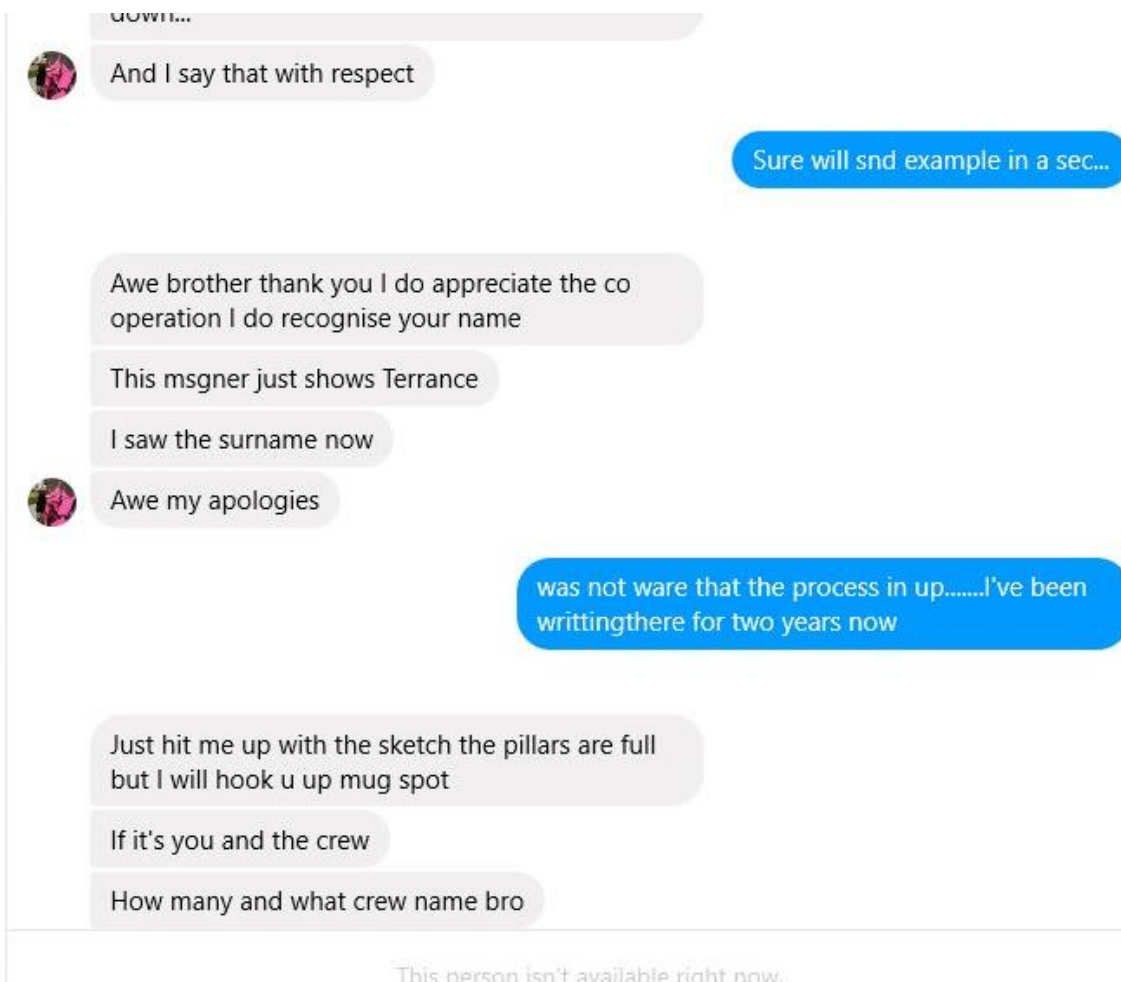 down...
And I say that with respect
Sure will snd example in a sec...
Awe brother thank you I do appreciate the co
operation I do recognise your name
This msgner just shows Terrance
I saw the surname now
Awe my apologies
was not ware that the process in up.......I've been
writtingthere for two years now
Just hit me up with the sketch the pillars are full
but I will hook u up mug spot
If it's you and the crew
How many and what crew name bro
This person isn't available right now.